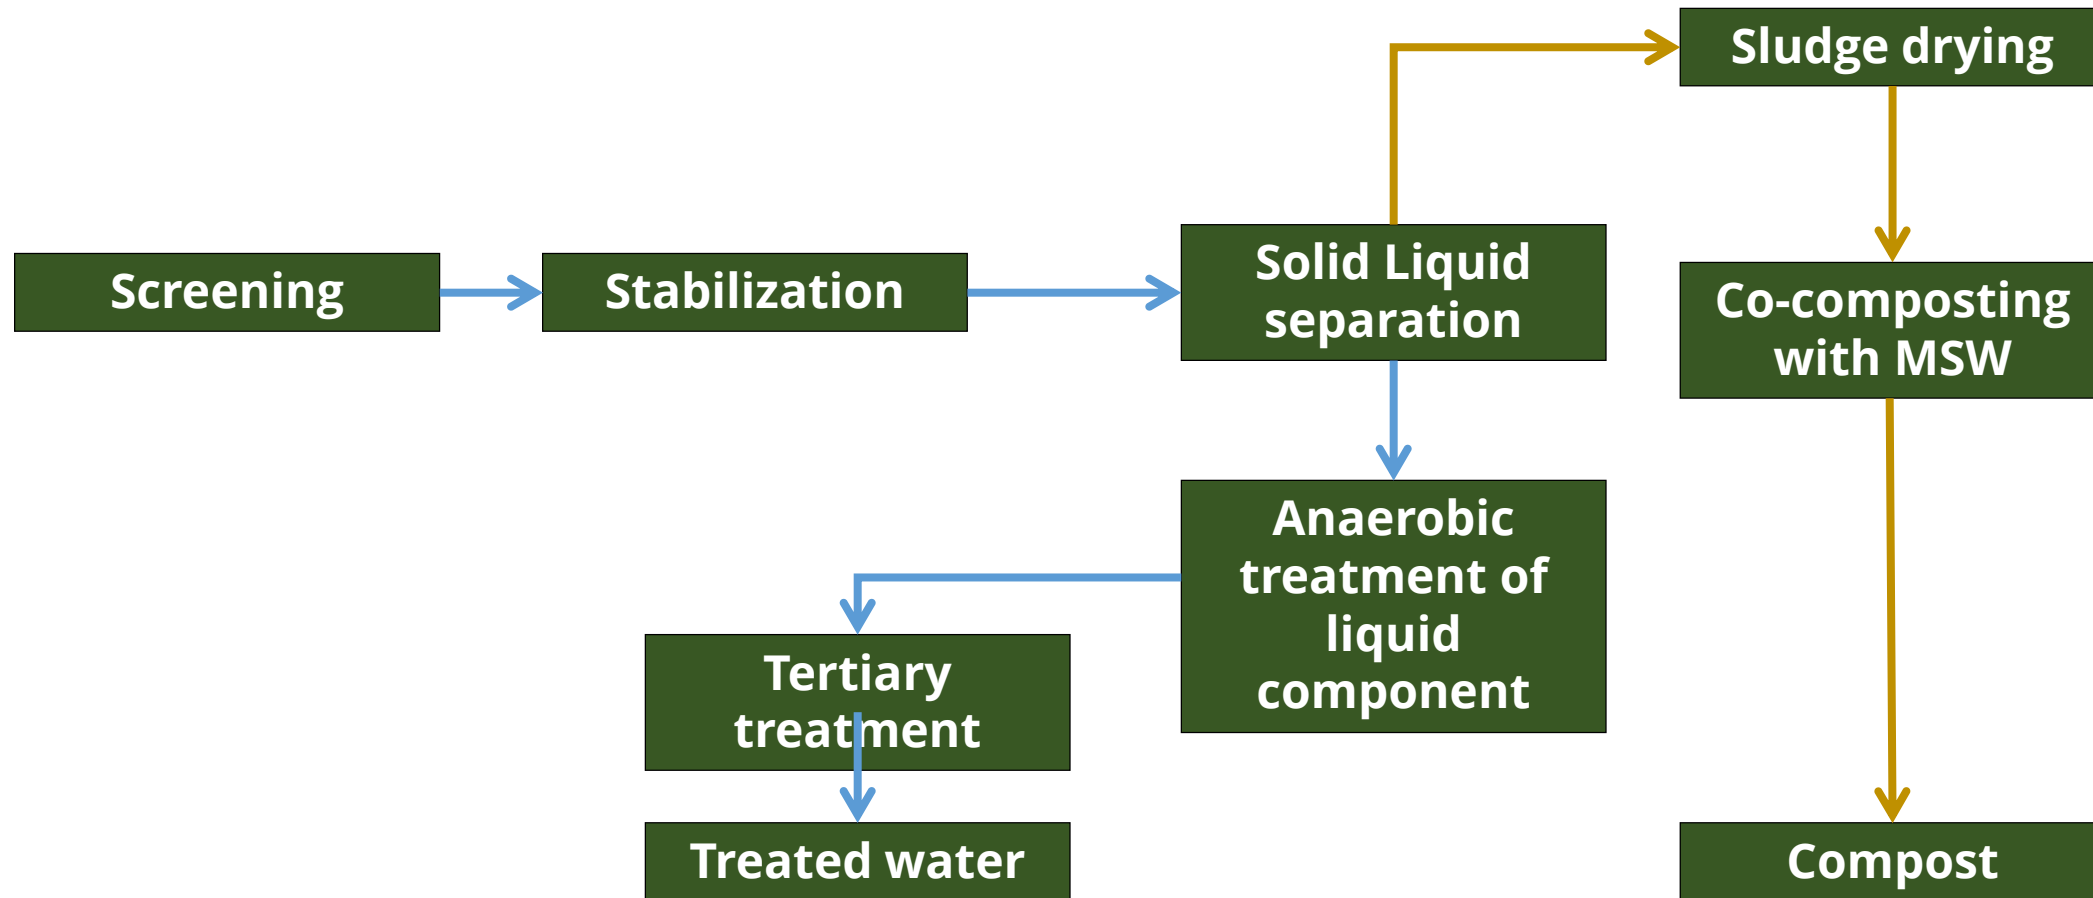 Sludge drying
Screening
Stabilization
Solid Liquid
separation
Co-composting
with MSW
Anaerobic
treatment of
liquid
component
Tertiary
treatment
Treated water
Compost